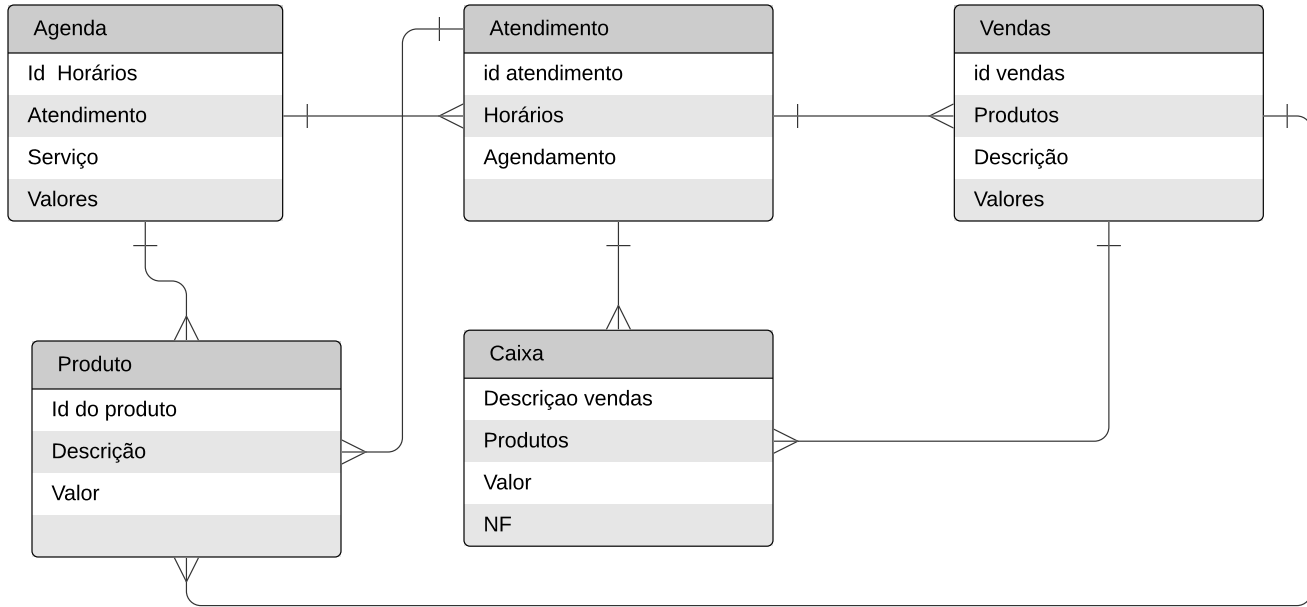 Agenda
Id  Horários
Atendimento
Serviço
Valores
Atendimento
id atendimento
Horários
Agendamento
Vendas
id vendas
Produtos
Descrição
Valores
Produto
Id do produto
Descrição
Valor
Caixa
Descriçao vendas
Produtos
Valor
NF